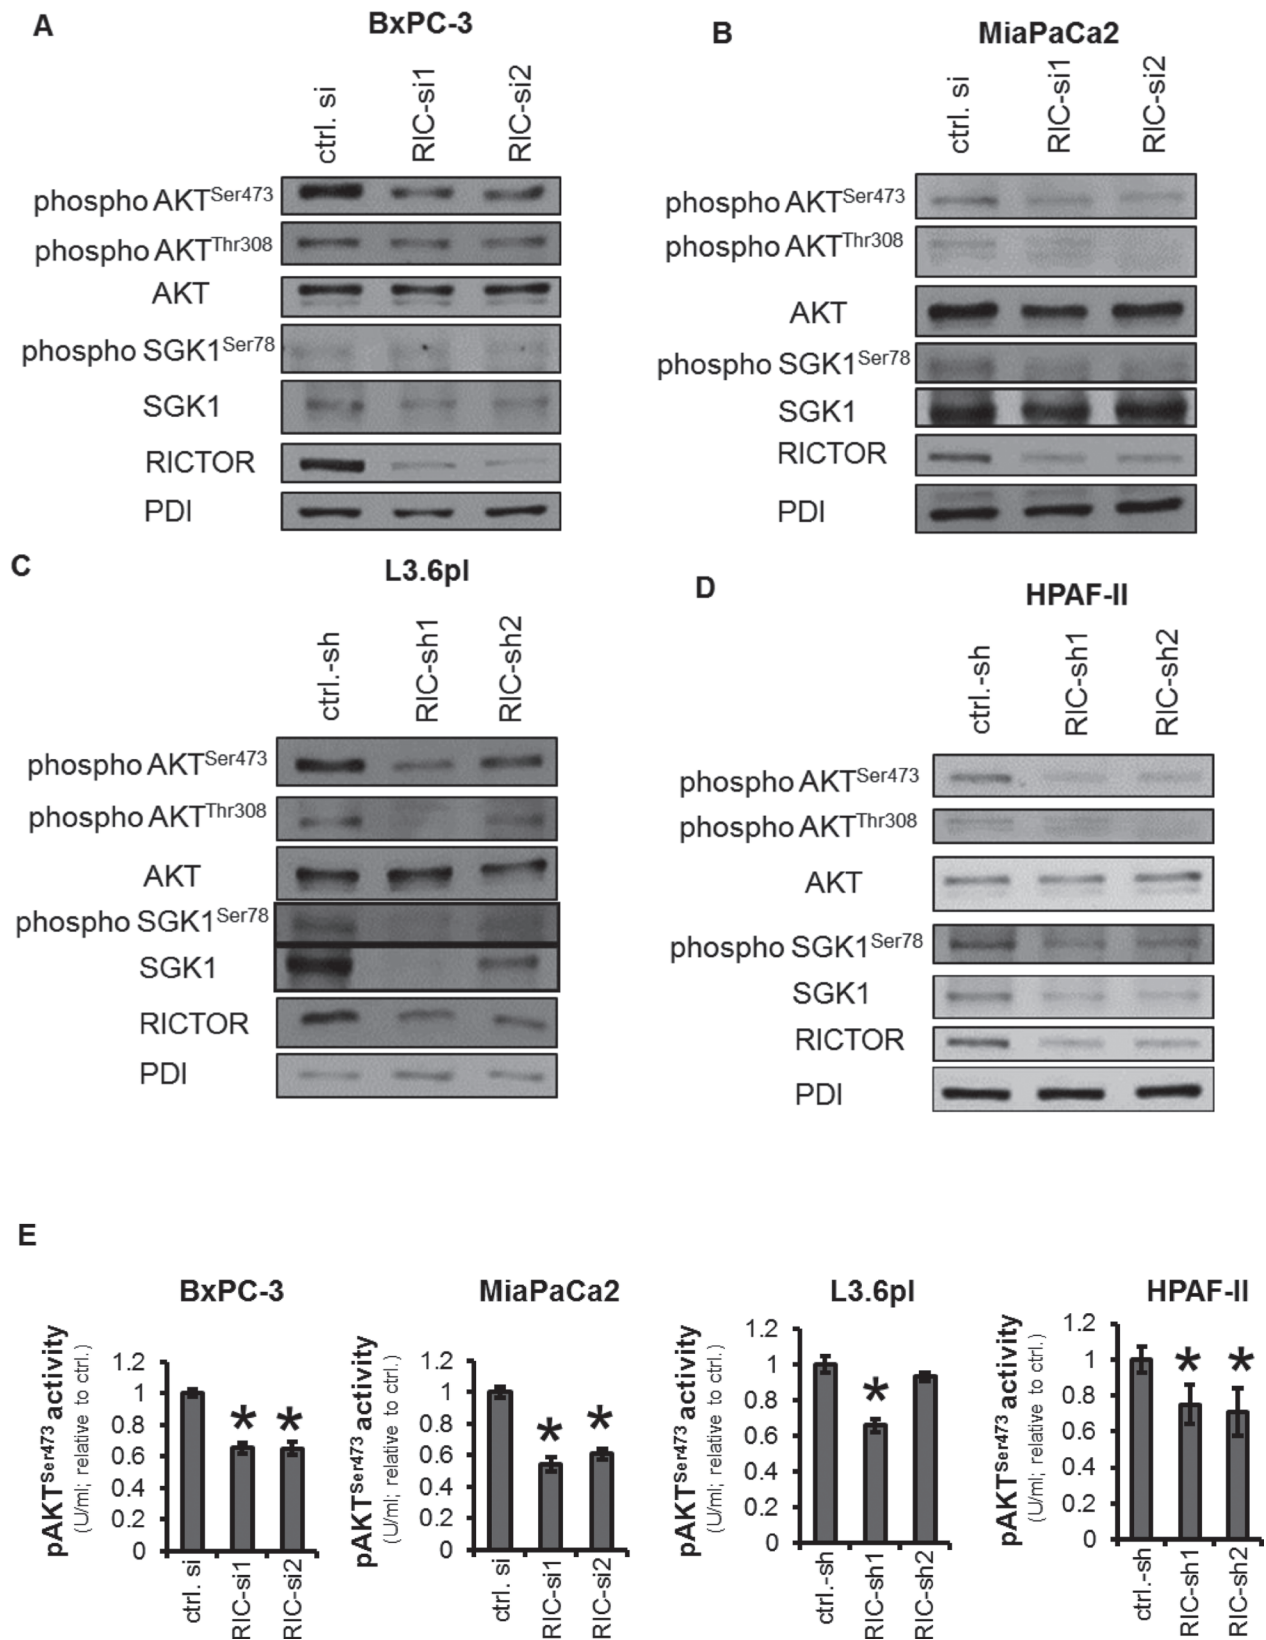 A
BxPC-3
ctrl. si
RIC-si1
RIC-si2
phospho AKTSer473
phospho AKTThr308
AKT
phospho SGK1Ser78
SGK1
RICTOR
PDI
B
MiaPaCa2
ctrl. si
RIC-si1
RIC-si2
phospho AKTSer473
phospho AKTThr308
AKT
phospho SGK1Ser78
SGK1
RICTOR
PDI
C
L3.6pl
ctrl.-sh
RIC-sh1
RIC-sh2
phospho AKTSer473
phospho AKTThr308
AKT
phospho SGK1Ser78
SGK1
RICTOR
PDI
D
HPAF-II
ctrl.-sh
RIC-sh1
RIC-sh2
phospho AKTSer473
phospho AKTThr308
AKT
phospho SGK1Ser78
SGK1
RICTOR
PDI
E
BxPC-3
pAKTSer473 activity
(U/ml; relative to ctrl.)
1.2
1
0.8
0.6
0.4
0.2
0
* *
ctrl. si
RIC-si1
RIC-si2
MiaPaCa2
pAKTSer473 activity
(U/ml; relative to ctrl.)
1.2
1
0.8
0.6
0.4
0.2
0
* *
ctrl. si
RIC-si1
RIC-si2
L3.6pl
pAKTSer473 activity
(U/ml; relative to ctrl.)
1.2
1
0.8
0.6
0.4
0.2
0
*
ctrl.-sh
RIC-sh1
RIC-sh2
HPAF-II
pAKTSer473 activity
(U/ml; relative to ctrl.)
1.2
1
0.8
0.6
0.4
0.2
0
* *
ctrl.-sh
RIC-sh1
RIC-sh2